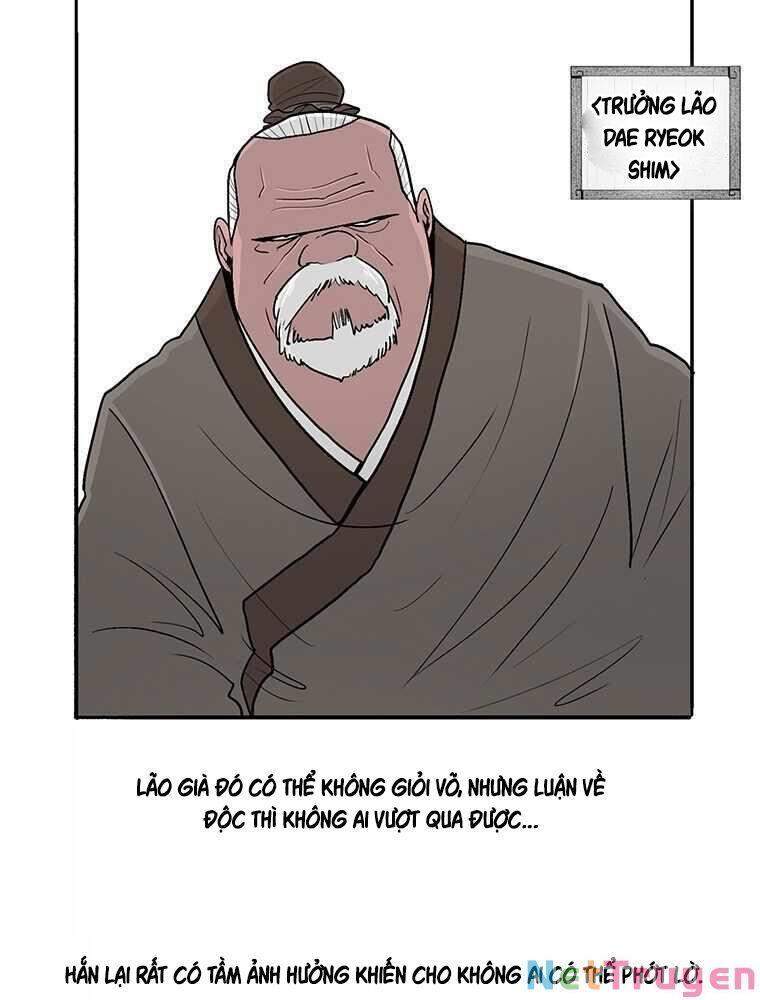 <TRƯỞNG LÃO
DAE RYEOK
SHIM>
LÃO GIÀ ĐÓ CÓ THỂ KHÔNG GIỎI VÕ, NHƯNG LUẬN VỀ
ĐỘC THÌ KHÔNG AI VƯỢT QUA ĐƯỢC...
HẮN LẠI RẤT CÓ TẦM ẢNH HƯỞNG KHIẾN CHO KHÔNG AI CÓ THỂ PHỚT LỜ.
NetTruyen